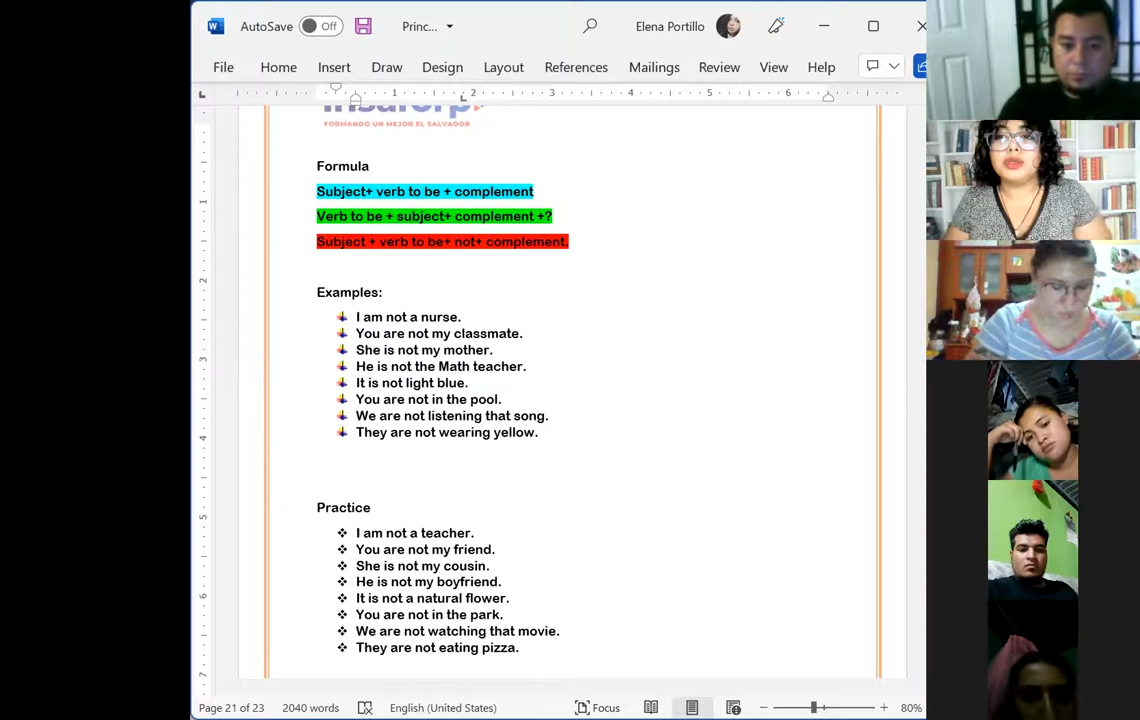 AutoSave Off Princ... Elena Portillo
File Home Insert Draw Design Layout References Mailings Review View Help
1 2 3 4 5 6
FORMANDO UN MEJOR EL SALVADOR
Formula
Subject+ verb to be + complement
Verb to be + subject+ complement +?
Subject + verb to be+ not+ complement.
Examples:
I am not a nurse.
You are not my classmate.
She is not my mother.
He is not the Math teacher.
It is not light blue.
You are not in the pool.
We are not listening that song.
They are not wearing yellow.
Practice
I am not a teacher.
You are not my friend.
She is not my cousin.
He is not my boyfriend.
It is not a natural flower.
You are not in the park.
We are not watching that movie.
They are not eating pizza.
Page 21 of 23 2040 words English (United States) Focus 80%